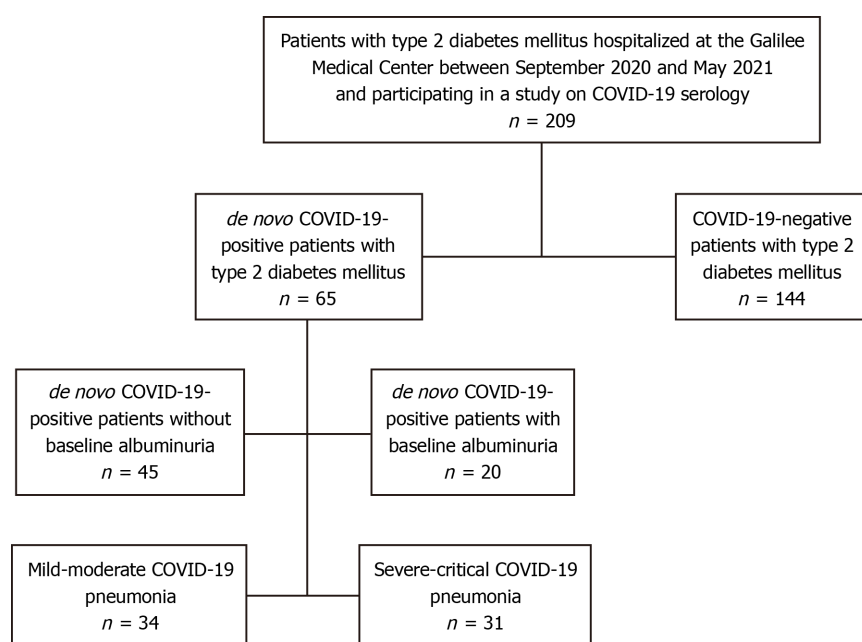 Patients with type 2 diabetes mellitus hospitalized at the Galilee
Medical Center between September 2020 and May 2021
and participating in a study on COVID-19 serology
n = 209
de novo COVID-19-
positive patients with
type 2 diabetes mellitus
n = 65
COVID-19-negative
patients with type 2
diabetes mellitus
n = 144
de novo COVID-19-
positive patients without
baseline albuminuria
n = 45
de novo COVID-19-
positive patients with
baseline albuminuria
n = 20
Mild-moderate COVID-19
pneumonia
n = 34
Severe-critical COVID-19
pneumonia
n = 31